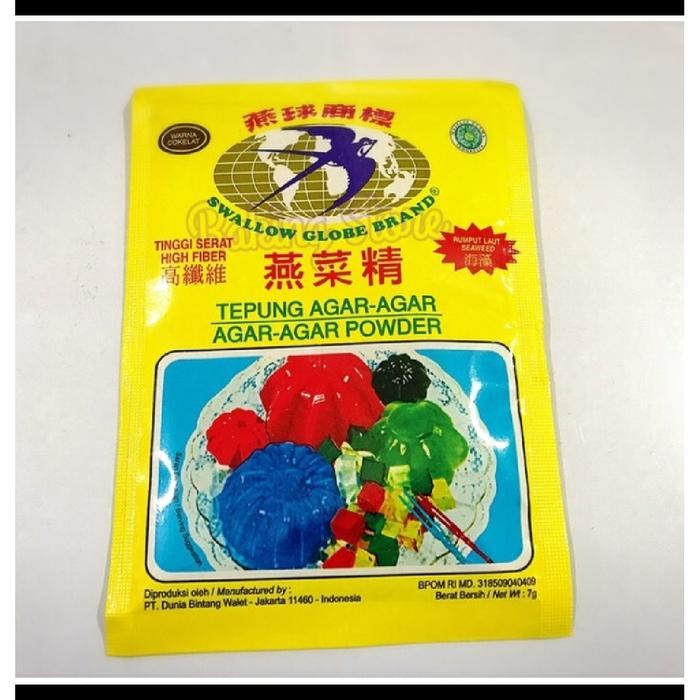 燕球商標
WARNA
COKELAT
SWALLOW GLOBE BRAND®
TINGGI SERAT
HIGH FIBER
高纖維
燕菜精
RUMPUT LAUT
SEAWEED
海藻
TEPUNG AGAR-AGAR
AGAR-AGAR POWDER
Diproduksi oleh / Manufactured by :
PT. Dunia Bintang Walet - Jakarta 11460 - Indonesia
BPOM RI MD. 318509040409
Berat Bersih / Net Wt : 7g